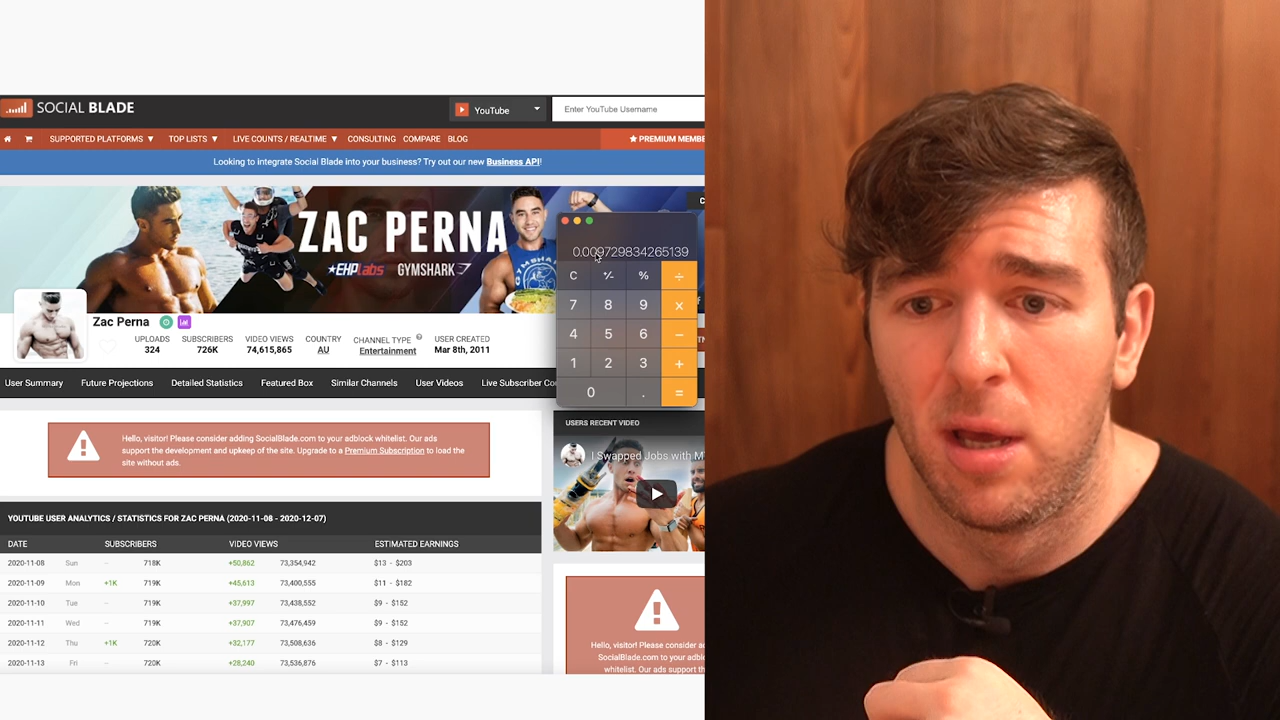 SOCIAL BLADE
YouTube
Enter YouTube Username
SUPPORTED PLATFORMS ▼ TOP LISTS ▼ LIVE COUNTS / REALTIME ▼ CONSULTING COMPARE BLOG
★ PREMIUM MEMBE
Looking to integrate Social Blade into your business? Try out our new Business API!
ZAC PERNA
EHPlabs GYMSHARK
0.009729834265139
C +/- % ÷
7 8 9 ×
4 5 6 −
1 2 3 +
0 . =
Zac Perna
UPLOADS SUBSCRIBERS VIDEO VIEWS COUNTRY CHANNEL TYPE USER CREATED
324 726K 74,615,865 AU Entertainment Mar 8th, 2011
User Summary Future Projections Detailed Statistics Featured Box Similar Channels User Videos Live Subscriber Co
Hello, visitor! Please consider adding SocialBlade.com to your adblock whitelist. Our ads
support the development and upkeep of the site. Upgrade to a Premium Subscription to load the
site without ads.
USERS RECENT VIDEO
I Swapped Jobs with M
YOUTUBE USER ANALYTICS / STATISTICS FOR ZAC PERNA (2020-11-08 - 2020-12-07)
DATE SUBSCRIBERS VIDEO VIEWS ESTIMATED EARNINGS
2020-11-08 Sun -- 718K +50,862 73,354,942 $13 - $203
2020-11-09 Mon +1K 719K +45,613 73,400,555 $11 - $182
2020-11-10 Tue -- 719K +37,997 73,438,552 $9 - $152
2020-11-11 Wed -- 719K +37,907 73,476,459 $9 - $152
2020-11-12 Thu +1K 720K +32,177 73,508,636 $8 - $129
2020-11-13 Fri -- 720K +28,240 73,536,876 $7 - $113
Hello, visitor! Please consider ad
SocialBlade.com to your adblo
whitelist. Our ads support th